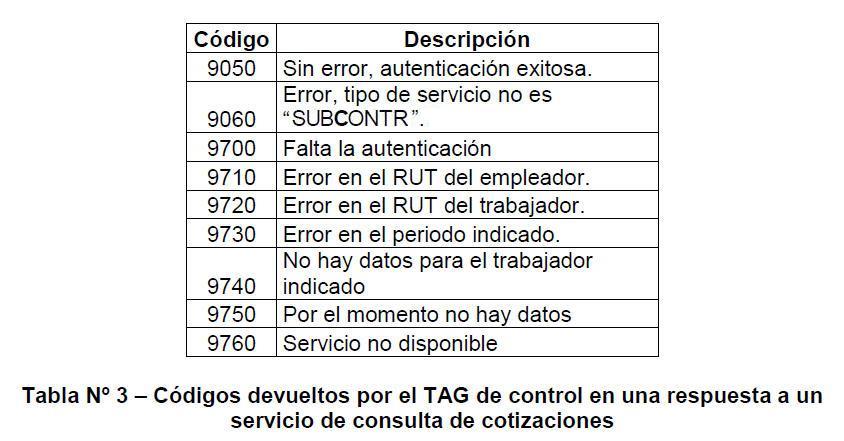 Código Descripción
9050 Sin error, autenticación exitosa.
Error, tipo de servicio no es
9060 “SUBCONTR”.
9700 Falta la autenticación
9710 Error en el RUT del empleador.
9720 Error en el RUT del trabajador.
9730 Error en el periodo indicado.
No hay datos para el trabajador
9740 indicado
9750 Por el momento no hay datos
9760 Servicio no disponible
Tabla Nº 3 – Códigos devueltos por el TAG de control en una respuesta a un
servicio de consulta de cotizaciones